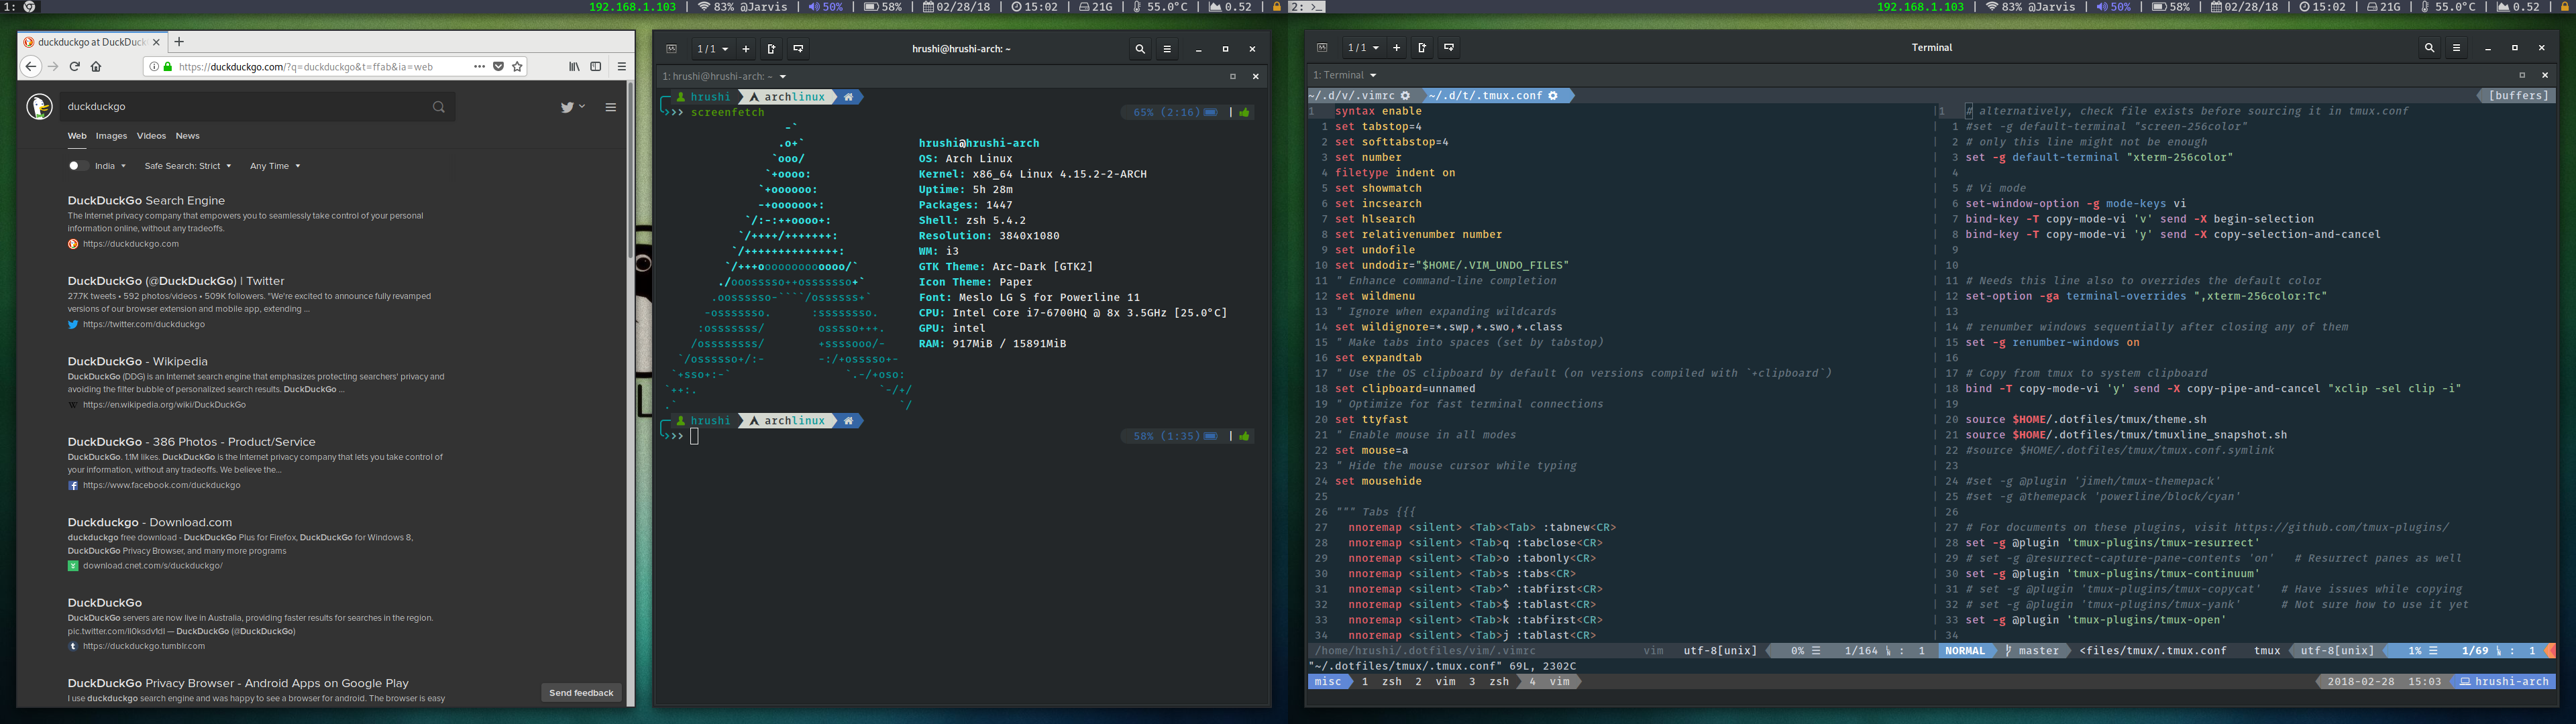 1:
192.168.1.103 | 83% @Jarvis | 50% | 58% | 02/28/18 | 15:02 | 21G | 55.0°C | 0.52 |
2:
192.168.1.103 | 83% @Jarvis | 50% | 58% | 02/28/18 | 15:02 | 21G | 55.0°C | 0.52 |
duckduckgo at DuckDuc
https://duckduckgo.com/?q=duckduckgo&t=ffab&ia=web
duckduckgo
Web Images Videos News
India Safe Search: Strict Any Time
DuckDuckGo Search Engine
The Internet privacy company that empowers you to seamlessly take control of your personal
information online, without any tradeoffs.
https://duckduckgo.com
DuckDuckGo (@DuckDuckGo) | Twitter
27.7K tweets • 592 photos/videos • 509K followers. "We're excited to announce fully revamped
versions of our browser extension and mobile app, extending ...
https://twitter.com/duckduckgo
DuckDuckGo - Wikipedia
DuckDuckGo (DDG) is an Internet search engine that emphasizes protecting searchers' privacy and
avoiding the filter bubble of personalized search results. DuckDuckGo ...
https://en.wikipedia.org/wiki/DuckDuckGo
DuckDuckGo - 386 Photos - Product/Service
DuckDuckGo. 1.1M likes. DuckDuckGo is the Internet privacy company that lets you take control of
your information, without any tradeoffs. We believe the...
https://www.facebook.com/duckduckgo
Duckduckgo - Download.com
duckduckgo free download - DuckDuckGo Plus for Firefox, DuckDuckGo for Windows 8,
DuckDuckGo Privacy Browser, and many more programs
download.cnet.com/s/duckduckgo/
DuckDuckGo
DuckDuckGo servers are now live in Australia, providing faster results for searches in the region.
pic.twitter.com/II0ksdv1dI — DuckDuckGo (@DuckDuckGo)
https://duckduckgo.tumblr.com
DuckDuckGo Privacy Browser - Android Apps on Google Play
I use duckduckgo search engine and was happy to see a browser for android. The browser is easy
Send feedback
1/1 hrushi@hrushi-arch: ~
1: hrushi@hrushi-arch: ~
hrushi archlinux
>>> screenfetch 65% (2:16) |
hrushi@hrushi-arch
OS: Arch Linux
Kernel: x86_64 Linux 4.15.2-2-ARCH
Uptime: 5h 28m
Packages: 1447
Shell: zsh 5.4.2
Resolution: 3840x1080
WM: i3
GTK Theme: Arc-Dark [GTK2]
Icon Theme: Paper
Font: Meslo LG S for Powerline 11
CPU: Intel Core i7-6700HQ @ 8x 3.5GHz [25.0°C]
GPU: intel
RAM: 917MiB / 15891MiB
hrushi archlinux
>>> 58% (1:35) |
1/1 Terminal
1: Terminal
~/.d/v/.vimrc ~/.d/t/.tmux.conf [buffers]
1 syntax enable
1 set tabstop=4
2 set softtabstop=4
3 set number
4 filetype indent on
5 set showmatch
6 set incsearch
7 set hlsearch
8 set relativenumber number
9 set undofile
10 set undodir="$HOME/.VIM_UNDO_FILES"
11 " Enhance command-line completion
12 set wildmenu
13 " Ignore when expanding wildcards
14 set wildignore=*.swp,*.swo,*.class
15 " Make tabs into spaces (set by tabstop)
16 set expandtab
17 " Use the OS clipboard by default (on versions compiled with `+clipboard`)
18 set clipboard=unnamed
19 " Optimize for fast terminal connections
20 set ttyfast
21 " Enable mouse in all modes
22 set mouse=a
23 " Hide the mouse cursor while typing
24 set mousehide
25
26 """ Tabs {{{
27 nnoremap <silent> <Tab><Tab> :tabnew<CR>
28 nnoremap <silent> <Tab>q :tabclose<CR>
29 nnoremap <silent> <Tab>o :tabonly<CR>
30 nnoremap <silent> <Tab>s :tabs<CR>
31 nnoremap <silent> <Tab>^ :tabfirst<CR>
32 nnoremap <silent> <Tab>$ :tablast<CR>
33 nnoremap <silent> <Tab>k :tabfirst<CR>
34 nnoremap <silent> <Tab>j :tablast<CR>
1 # alternatively, check file exists before sourcing it in tmux.conf
1 #set -g default-terminal "screen-256color"
2 # only this line might not be enough
3 set -g default-terminal "xterm-256color"
4
5 # Vi mode
6 set-window-option -g mode-keys vi
7 bind-key -T copy-mode-vi 'v' send -X begin-selection
8 bind-key -T copy-mode-vi 'y' send -X copy-selection-and-cancel
9
10
11 # Needs this line also to overrides the default color
12 set-option -ga terminal-overrides ",xterm-256color:Tc"
13
14 # renumber windows sequentially after closing any of them
15 set -g renumber-windows on
16
17 # Copy from tmux to system clipboard
18 bind -T copy-mode-vi 'y' send -X copy-pipe-and-cancel "xclip -sel clip -i"
19
20 source $HOME/.dotfiles/tmux/theme.sh
21 source $HOME/.dotfiles/tmux/tmuxline_snapshot.sh
22 #source $HOME/.dotfiles/tmux/tmux.conf.symlink
23
24 #set -g @plugin 'jimeh/tmux-themepack'
25 #set -g @themepack 'powerline/block/cyan'
26
27 # For documents on these plugins, visit https://github.com/tmux-plugins/
28 set -g @plugin 'tmux-plugins/tmux-resurrect'
29 # set -g @resurrect-capture-pane-contents 'on' # Resurrect panes as well
30 set -g @plugin 'tmux-plugins/tmux-continuum'
31 # set -g @plugin 'tmux-plugins/tmux-copycat' # Have issues while copying
32 # set -g @plugin 'tmux-plugins/tmux-yank' # Not sure how to use it yet
33 set -g @plugin 'tmux-plugins/tmux-open'
34
/home/hrushi/.dotfiles/vim/.vimrc vim utf-8[unix] 0% 1/164 : 1
NORMAL master <files/tmux/.tmux.conf tmux utf-8[unix] 1% 1/69 : 1
"~/.dotfiles/tmux/.tmux.conf" 69L, 2302C
misc 1 zsh 2 vim 3 zsh 4 vim 2018-02-28 15:03 hrushi-arch